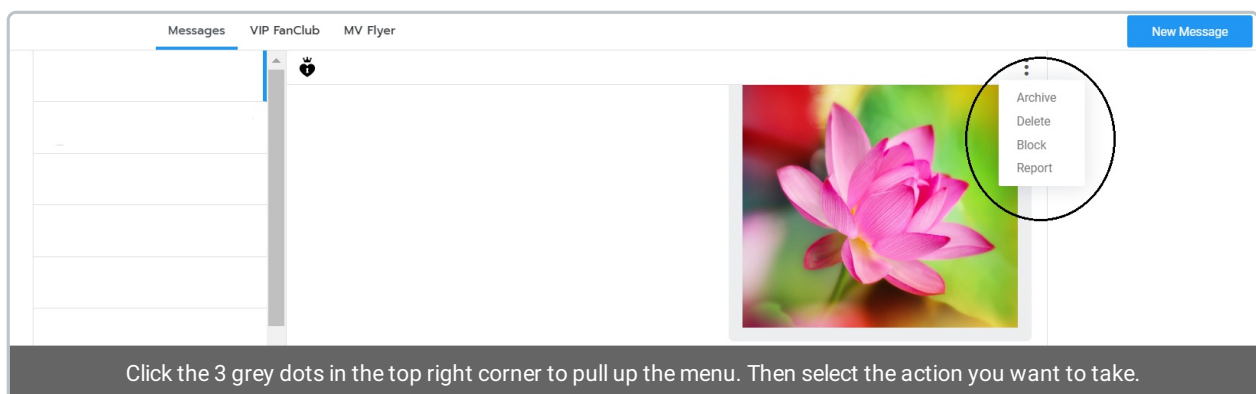 Messages VIP FanClub MV Flyer New Message
Archive
Delete
Block
Report
Click the 3 grey dots in the top right corner to pull up the menu. Then select the action you want to take.